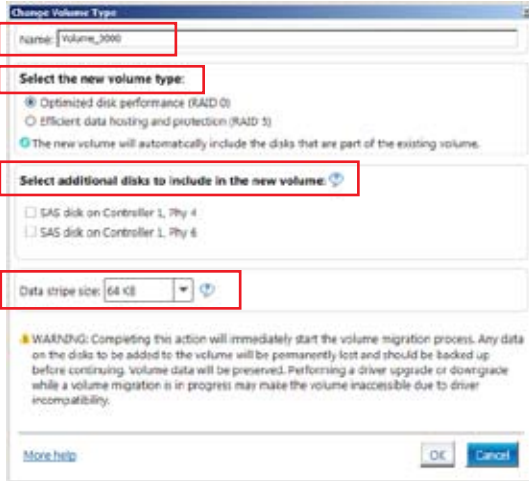 Change Volume Type
Name: Volume_3000
Select the new volume type:
Optimized disk performance (RAID 0)
Efficient data hosting and protection (RAID 5)
The new volume will automatically include the disks that are part of the existing volume.
Select additional disks to include in the new volume: ?
SAS disk on Controller 1, Phy 4
SAS disk on Controller 1, Phy 6
Data stripe size: 64 KB ?
WARNING: Completing this action will immediately start the volume migration process. Any data
on the disks to be added to the volume will be permanently lost and should be backed up
before continuing. Volume data will be preserved. Performing a driver upgrade or downgrade
while a volume migration is in progress may make the volume inaccessible due to driver
incompatibility.
More help
OK
Cancel